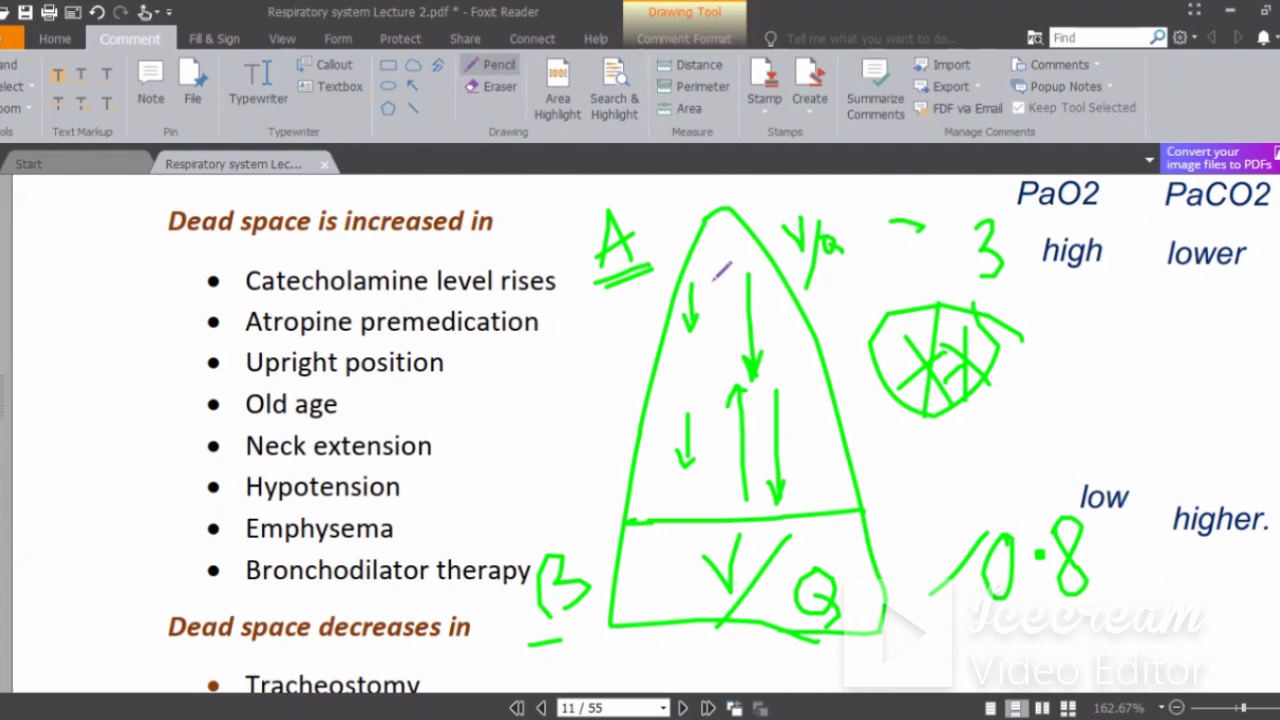 Respiratory system Lecture 2.pdf * - Foxit Reader
Drawing Tool
Home Comment Fill & Sign View Form Protect Share Connect Help Comment Format
Tell me what you want to do...
Find
Callout
Textbox
Pencil
Eraser
Distance
Perimeter
Area
Import
Export
FDF via Email
Comments
Popup Notes
Keep Tool Selected
Note
File
Typewriter
Area Highlight
Search & Highlight
Stamp
Create
Summarize Comments
Text Markup
Pin
Typewriter
Drawing
Measure
Stamps
Manage Comments
Start
Respiratory system Lec...
Convert your
image files to PDFs
PaO2 PaCO2
high lower
Dead space is increased in
• Catecholamine level rises
• Atropine premedication
• Upright position
• Old age
• Neck extension
• Hypotension
• Emphysema
• Bronchodilator therapy
Dead space decreases in
• Tracheostomy
A
V/Q
3
low
higher.
B
V/Q
0.8
Icecream
Video Editor
11 / 55
162.67%